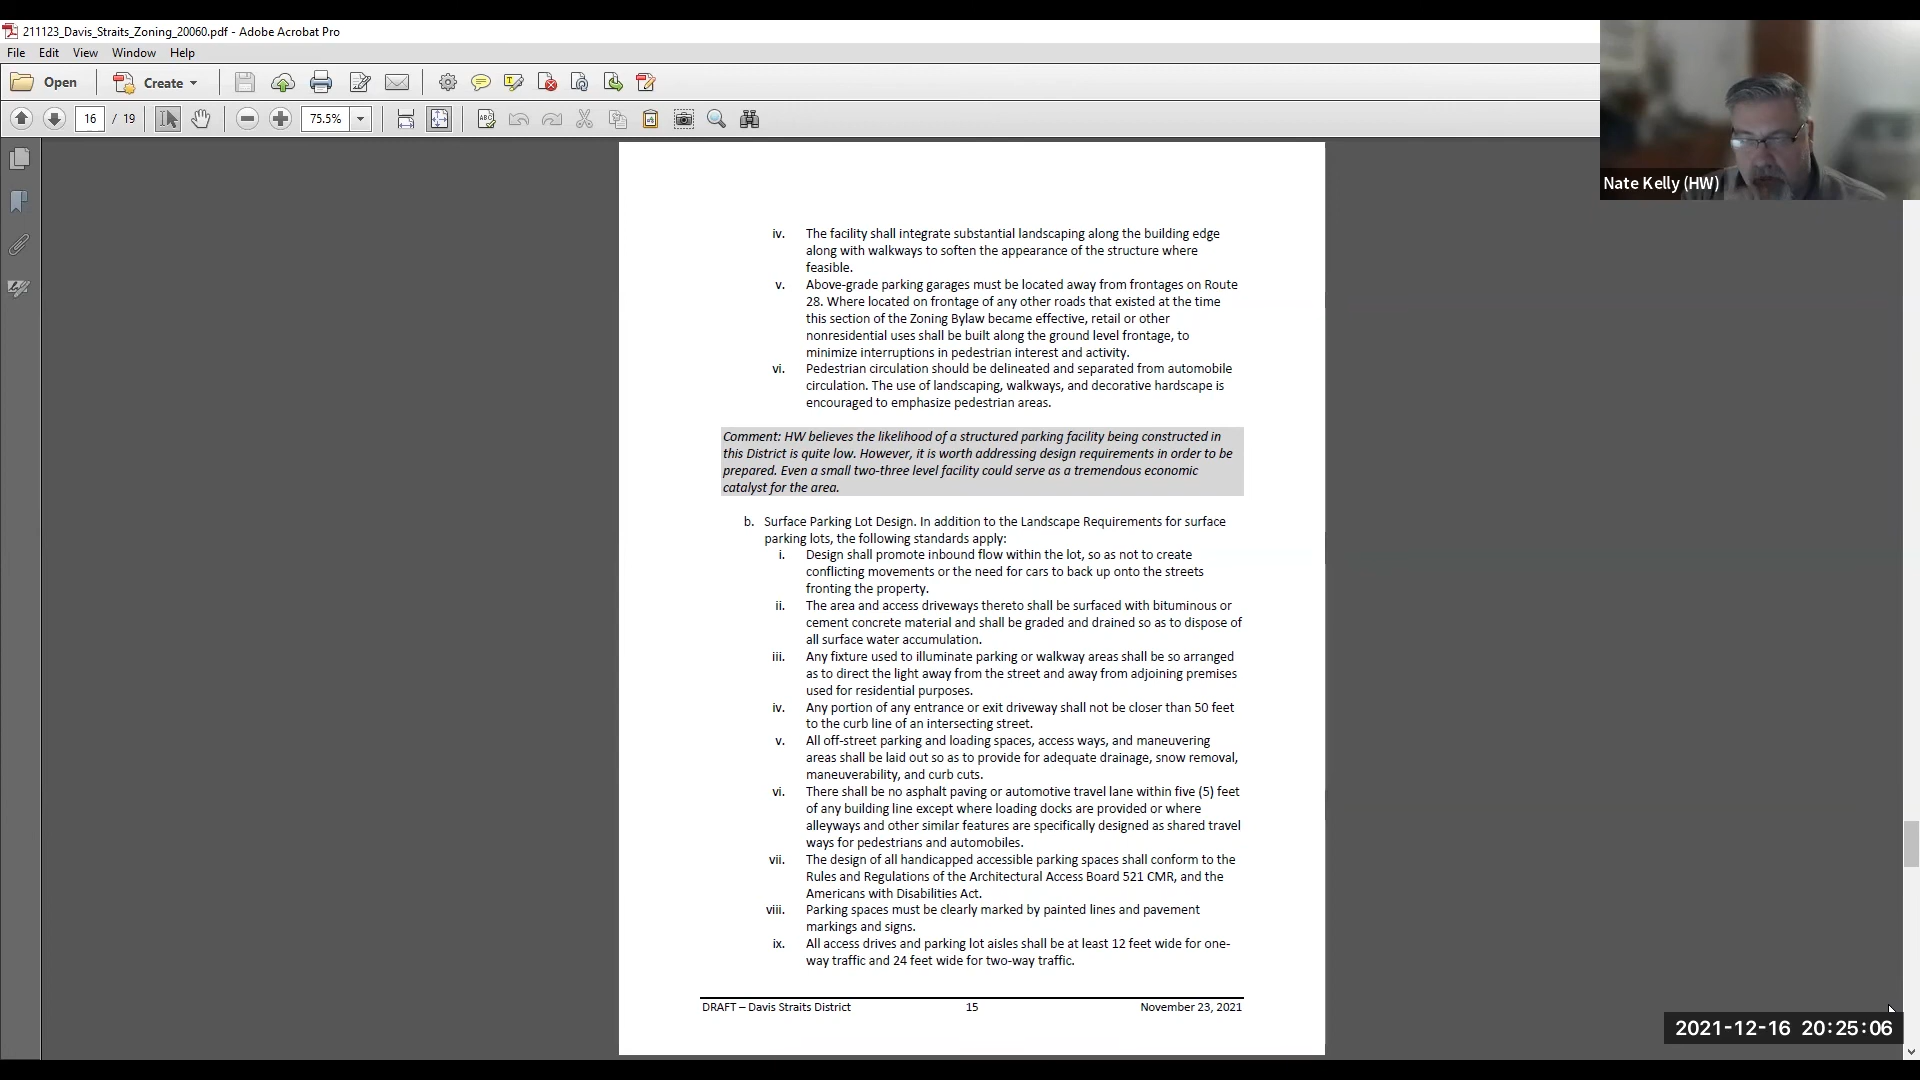 211123_Davis_Straits_Zoning_20060.pdf - Adobe Acrobat Pro
File Edit View Window Help
Open Create
16 / 19 75.5%
Nate Kelly (HW)
iv. The facility shall integrate substantial landscaping along the building edge
along with walkways to soften the appearance of the structure where
feasible.
v. Above-grade parking garages must be located away from frontages on Route
28. Where located on frontage of any other roads that existed at the time
this section of the Zoning Bylaw became effective, retail or other
nonresidential uses shall be built along the ground level frontage, to
minimize interruptions in pedestrian interest and activity.
vi. Pedestrian circulation should be delineated and separated from automobile
circulation. The use of landscaping, walkways, and decorative hardscape is
encouraged to emphasize pedestrian areas.
Comment: HW believes the likelihood of a structured parking facility being constructed in
this District is quite low. However, it is worth addressing design requirements in order to be
prepared. Even a small two-three level facility could serve as a tremendous economic
catalyst for the area.
b. Surface Parking Lot Design. In addition to the Landscape Requirements for surface
parking lots, the following standards apply:
i. Design shall promote inbound flow within the lot, so as not to create
conflicting movements or the need for cars to back up onto the streets
fronting the property.
ii. The area and access driveways thereto shall be surfaced with bituminous or
cement concrete material and shall be graded and drained so as to dispose of
all surface water accumulation.
iii. Any fixture used to illuminate parking or walkway areas shall be so arranged
as to direct the light away from the street and away from adjoining premises
used for residential purposes.
iv. Any portion of any entrance or exit driveway shall not be closer than 50 feet
to the curb line of an intersecting street.
v. All off-street parking and loading spaces, access ways, and maneuvering
areas shall be laid out so as to provide for adequate drainage, snow removal,
maneuverability, and curb cuts.
vi. There shall be no asphalt paving or automotive travel lane within five (5) feet
of any building line except where loading docks are provided or where
alleyways and other similar features are specifically designed as shared travel
ways for pedestrians and automobiles.
vii. The design of all handicapped accessible parking spaces shall conform to the
Rules and Regulations of the Architectural Access Board 521 CMR, and the
Americans with Disabilities Act.
viii. Parking spaces must be clearly marked by painted lines and pavement
markings and signs.
ix. All access drives and parking lot aisles shall be at least 12 feet wide for one-
way traffic and 24 feet wide for two-way traffic.
DRAFT – Davis Straits District 15 November 23, 2021
2021-12-16 20:25:06